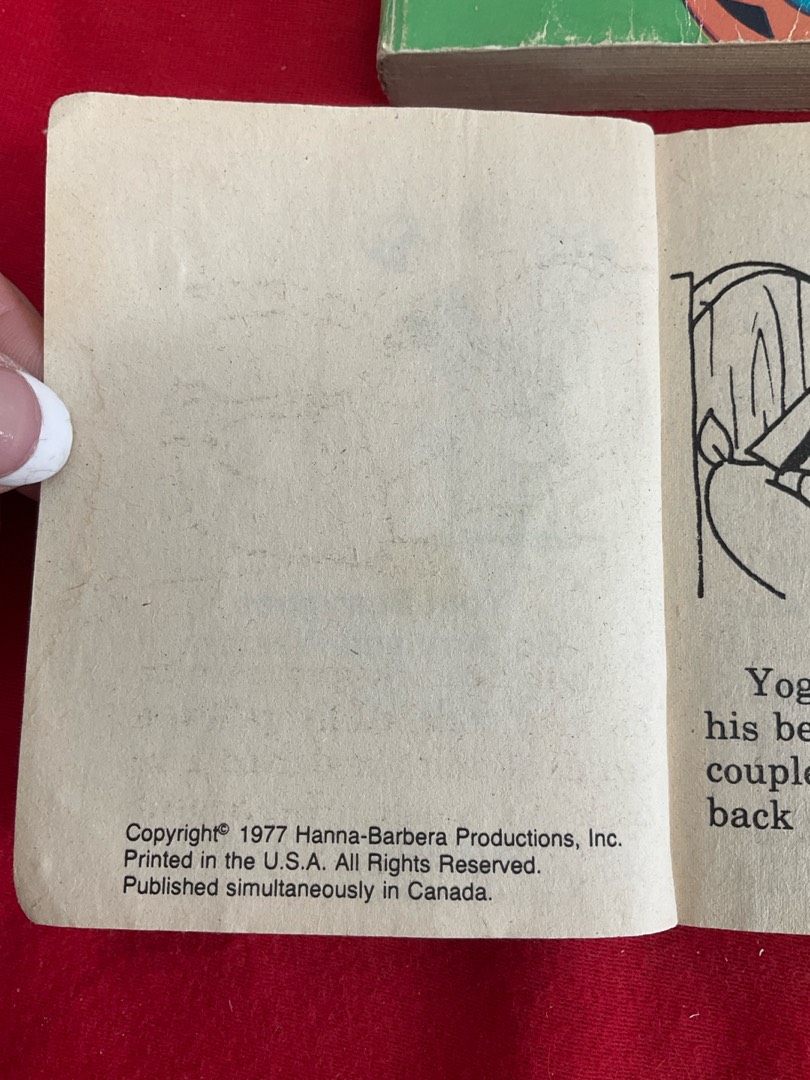 Copyright© 1977 Hanna-Barbera Productions, Inc.
Printed in the U.S.A. All Rights Reserved.
Published simultaneously in Canada.
Yog
his be
couple
back